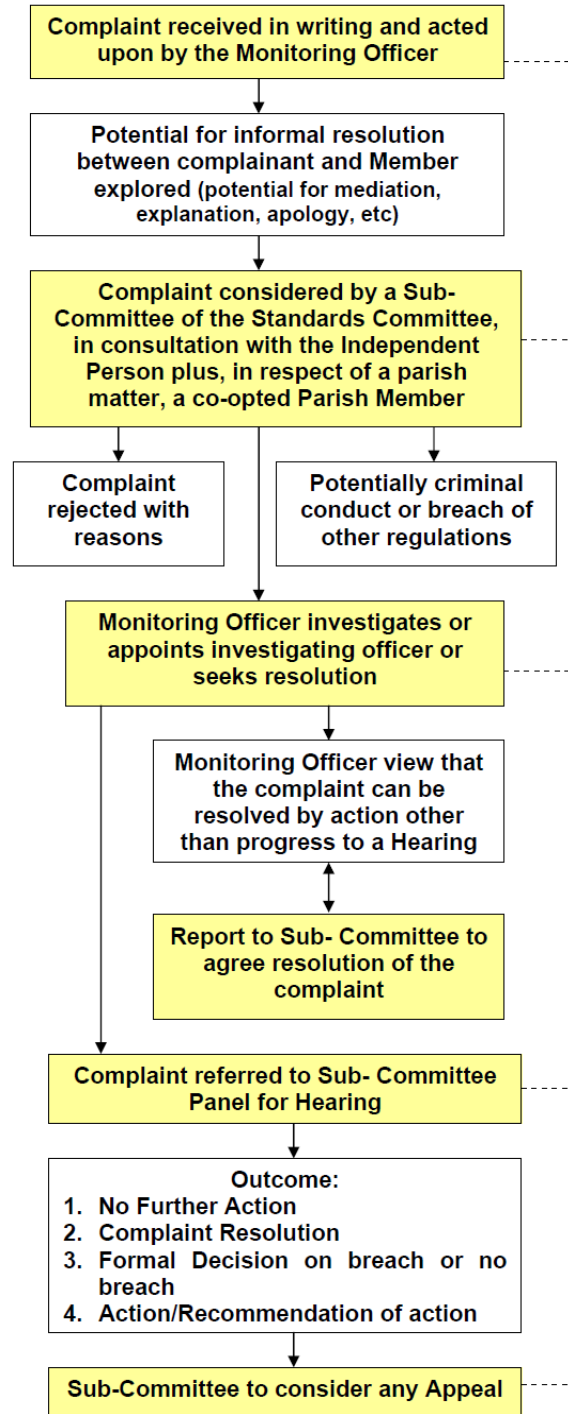 Complaint received in writing and acted
upon by the Monitoring Officer
Potential for informal resolution
between complainant and Member
explored (potential for mediation,
explanation, apology, etc)
Complaint considered by a Sub-
Committee of the Standards Committee,
in consultation with the Independent
Person plus, in respect of a parish
matter, a co-opted Parish Member
Complaint
rejected with
reasons
Potentially criminal
conduct or breach of
other regulations
Monitoring Officer investigates or
appoints investigating officer or
seeks resolution
Monitoring Officer view that
the complaint can be
resolved by action other
than progress to a Hearing
Report to Sub- Committee to
agree resolution of the
complaint
Complaint referred to Sub- Committee
Panel for Hearing
Outcome:
1. No Further Action
2. Complaint Resolution
3. Formal Decision on breach or no
breach
4. Action/Recommendation of action
Sub-Committee to consider any Appeal